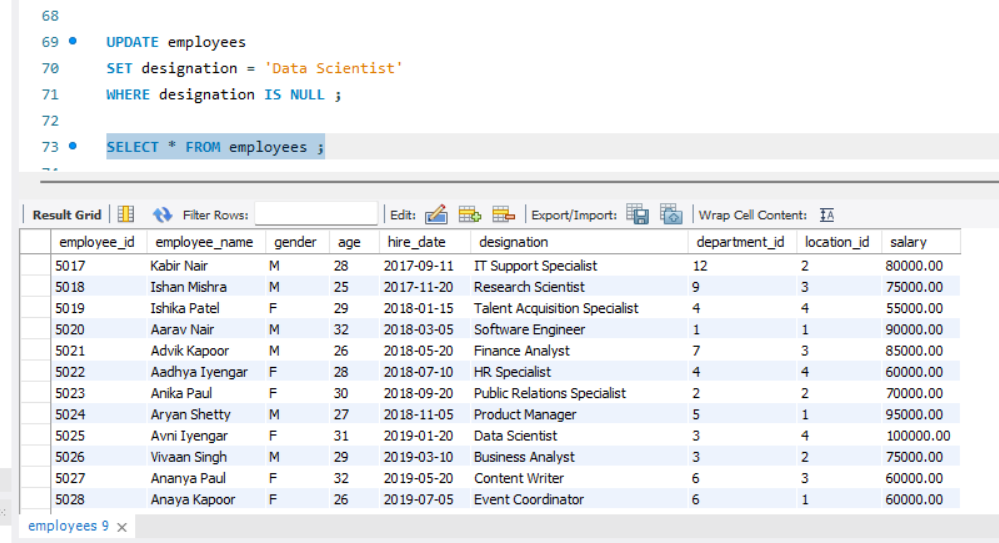 68
69 UPDATE employees
70 SET designation = 'Data Scientist'
71 WHERE designation IS NULL ;
72
73 SELECT * FROM employees ;
Result Grid Filter Rows: Edit: Export/Import: Wrap Cell Content: IA
employee_id employee_name gender age hire_date designation department_id location_id salary
5017 Kabir Nair M 28 2017-09-11 IT Support Specialist 12 2 80000.00
5018 Ishan Mishra M 25 2017-11-20 Research Scientist 9 3 75000.00
5019 Ishika Patel F 29 2018-01-15 Talent Acquisition Specialist 4 4 55000.00
5020 Aarav Nair M 32 2018-03-05 Software Engineer 1 1 90000.00
5021 Advik Kapoor M 26 2018-05-20 Finance Analyst 7 3 85000.00
5022 Aadhya Iyengar F 28 2018-07-10 HR Specialist 4 4 60000.00
5023 Anika Paul F 30 2018-09-20 Public Relations Specialist 2 2 70000.00
5024 Aryan Shetty M 27 2018-11-05 Product Manager 5 1 95000.00
5025 Avni Iyengar F 31 2019-01-20 Data Scientist 3 4 100000.00
5026 Vivaan Singh M 29 2019-03-10 Business Analyst 3 2 75000.00
5027 Ananya Paul F 32 2019-05-20 Content Writer 6 3 60000.00
5028 Anaya Kapoor F 26 2019-07-05 Event Coordinator 6 1 60000.00
employees 9